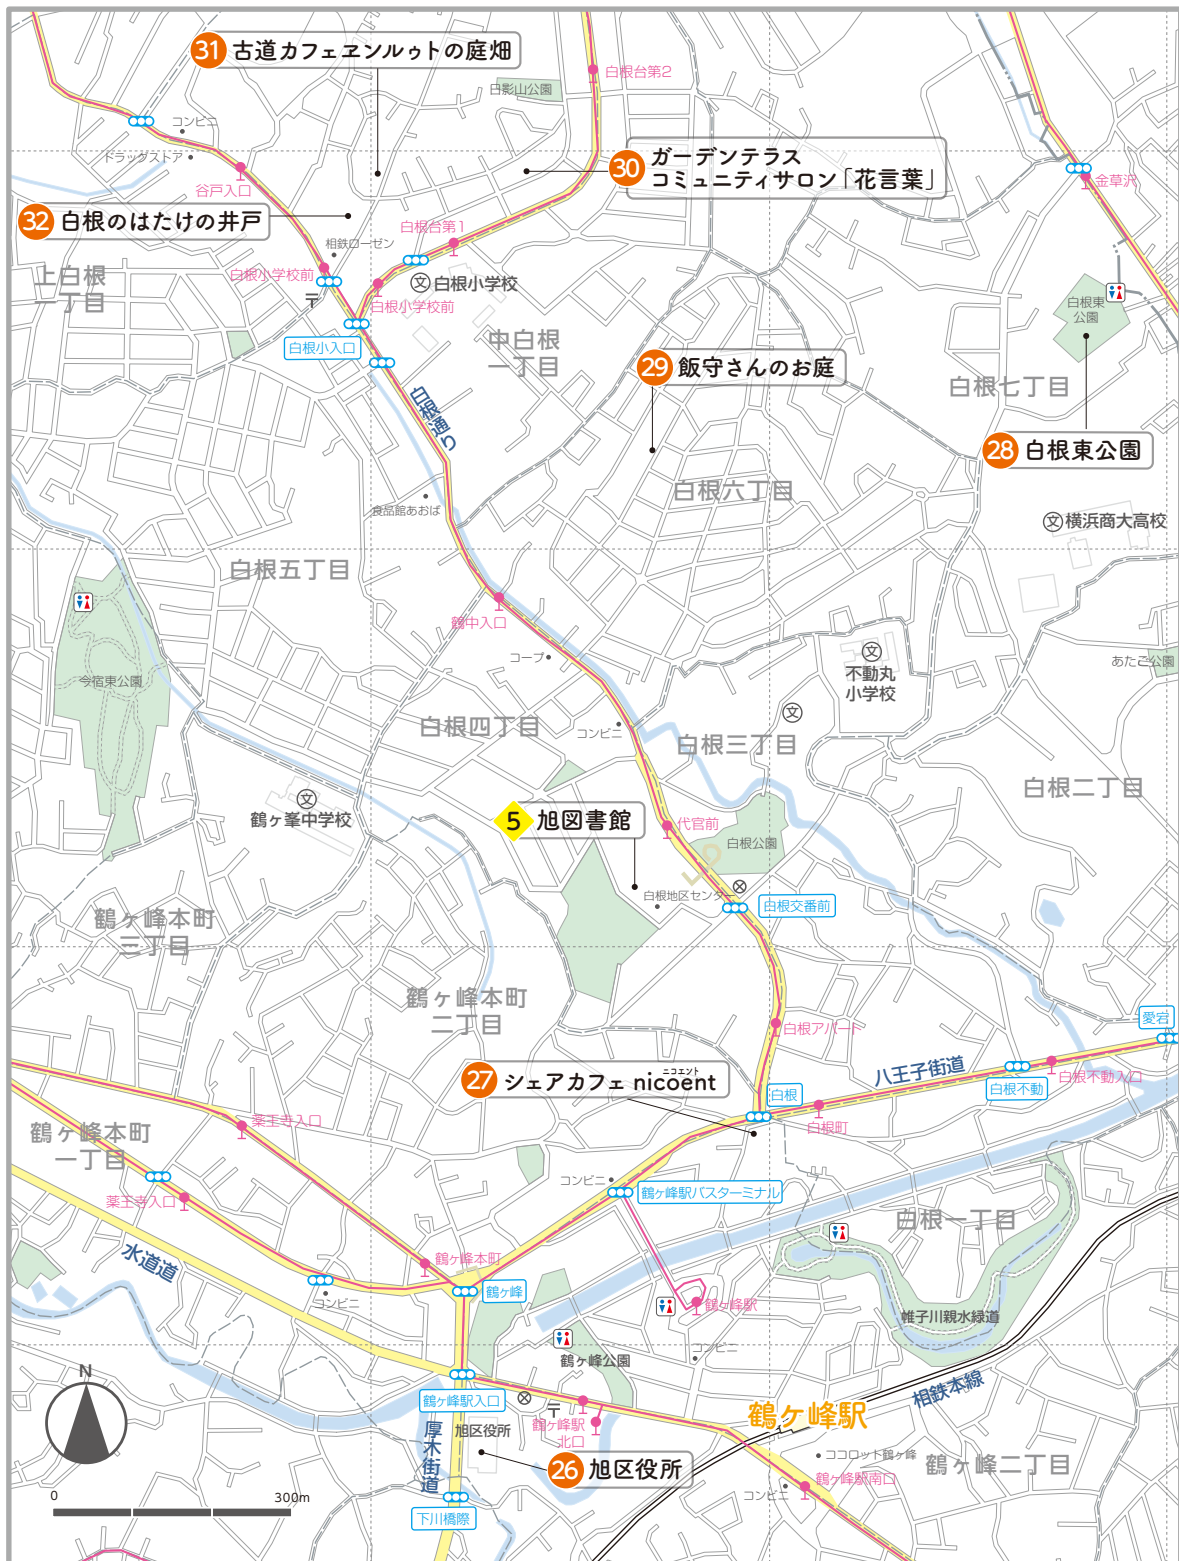 31 古道カフェヱンルゥトの庭畑
白根台第2
日影山公園
コンビニ
ドラッグストア
谷戸入口
30 ガーデンテラス
コミュニティサロン「花言葉」
金草沢
32 白根のはたけの井戸
白根台第1
相鉄ローゼン
上白根
一丁目
白根小学校前
〒
文 白根小学校
白根小学校前
白根東
公園
白根小入口
中白根
一丁目
29 飯守さんのお庭
白根七丁目
白根通り
28 白根東公園
白根六丁目
食品館あおば
文 横浜商大高校
白根五丁目
鶴中入口
コープ
文
不動丸
小学校
あたご公園
今宿東公園
白根四丁目
コンビニ
文
白根三丁目
白根二丁目
文
鶴ヶ峯中学校
5 旭図書館
代官前
白根公園
白根地区センター
白根交番前
鶴ヶ峰本町
三丁目
鶴ヶ峰本町
二丁目
白根アパート
愛宕
八王子街道
白根不動入口
白根不動
ニコエント
27 シェアカフェ nicoent
白根
白根町
薬王寺入口
鶴ヶ峰本町
一丁目
コンビニ
鶴ヶ峰駅バスターミナル
薬王寺入口
白根一丁目
水道道
鶴ヶ峰本町
コンビニ
鶴ヶ峰
鶴ヶ峰駅
帷子川親水緑道
コンビニ
鶴ヶ峰公園
N
鶴ヶ峰駅入口
相鉄本線
鶴ヶ峰駅
〒
鶴ヶ峰駅
北口
厚木街道
旭区役所
26 旭区役所
ココロット鶴ヶ峰
鶴ヶ峰二丁目
鶴ヶ峰駅南口
コンビニ
0 300m
下川橋際